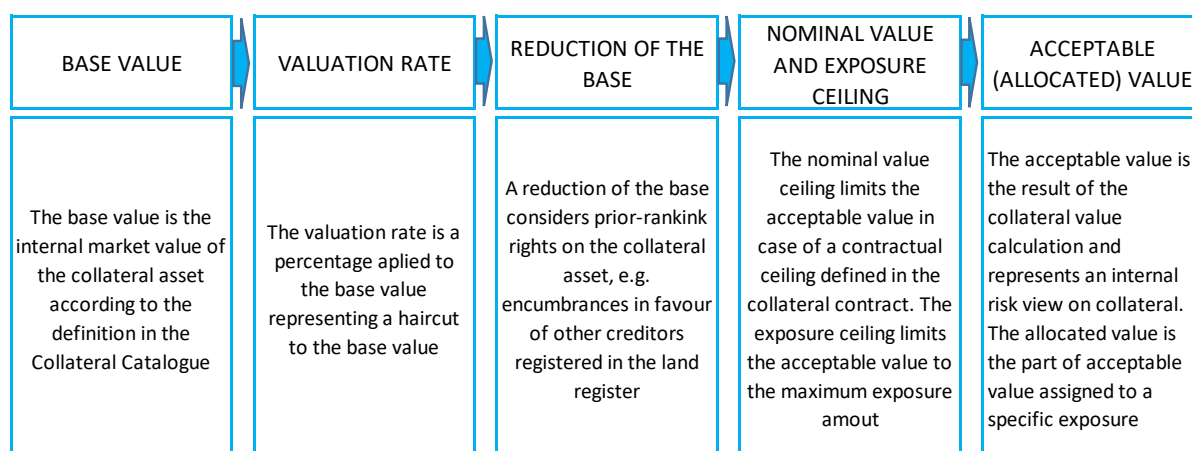 BASE VALUE
VALUATION RATE
REDUCTION OF THE
BASE
NOMINAL VALUE
AND EXPOSURE
CEILING
ACCEPTABLE
(ALLOCATED) VALUE
The base value is the
internal market value of
the collateral asset
according to the
definition in the
Collateral Catalogue
The valuation rate is a
percentage aplied to
the base value
representing a haircut
to the base value
A reduction of the base
considers prior-rankink
rights on the collateral
asset, e.g.
encumbrances in favour
of other creditors
registered in the land
register
The nominal value
ceiling limits the
acceptable value in
case of a contractual
ceiling defined in the
collateral contract. The
exposure ceiling limits
the acceptable value to
the maximum exposure
amout
The acceptable value is
the result of the
collateral value
calculation and
represents an internal
risk view on collateral.
The allocated value is
the part of acceptable
value assigned to a
specific exposure